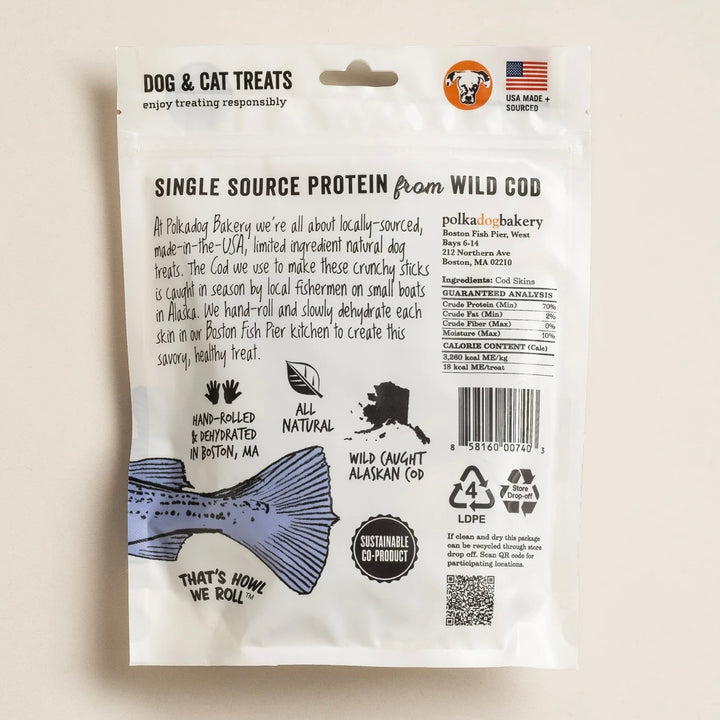 DOG & CAT TREATS
enjoy treating responsibly
USA MADE +
SOURCED
SINGLE SOURCE PROTEIN from WILD COD
At Polkadog Bakery we're all about locally-sourced,
made-in-the-USA, limited ingredient natural dog
treats. The Cod we use to make these crunchy sticks
is caught in season by local fishermen on small boats
in Alaska. We hand-roll and slowly dehydrate each
skin in our Boston Fish Pier kitchen to create this
savory, healthy treat.
polkadogbakery
Boston Fish Pier, West
Bays 6-14
212 Northern Ave
Boston, MA 02210
Ingredients: Cod Skins
GUARANTEED ANALYSIS
Crude Protein (Min) 70%
Crude Fat (Min) 2%
Crude Fiber (Max) 0%
Moisture (Max) 10%
CALORIE CONTENT (Calc)
3,260 kcal ME/kg
18 kcal ME/treat
HAND-ROLLED
& DEHYDRATED
IN BOSTON, MA
ALL
NATURAL
WILD CAUGHT
ALASKAN COD
8 58160 00740 3
4
LDPE
Store
Drop-off
SUSTAINABLE
CO-PRODUCT
If clean and dry this package
can be recycled through store
drop off. Scan QR code for
participating locations.
THAT'S HOWL
WE ROLL™